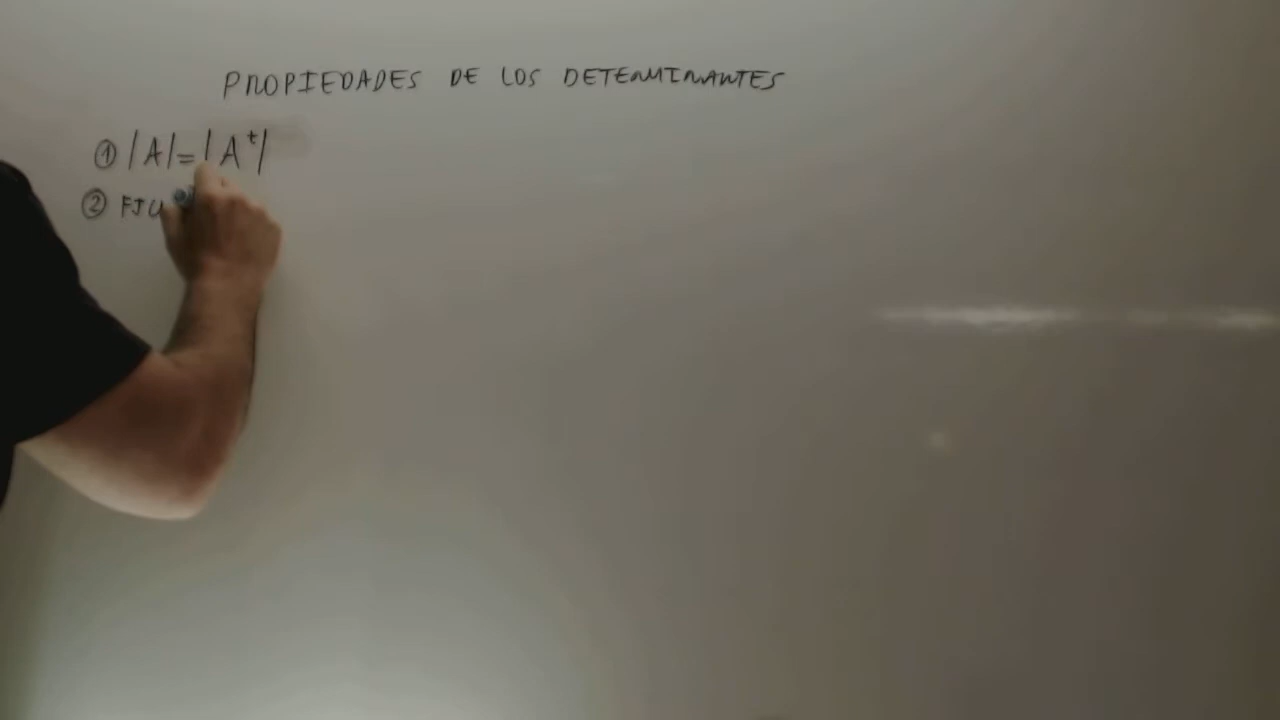 PROPIEDADES DE LOS DETERMINANTES
① |A|=|Aᵗ|
②